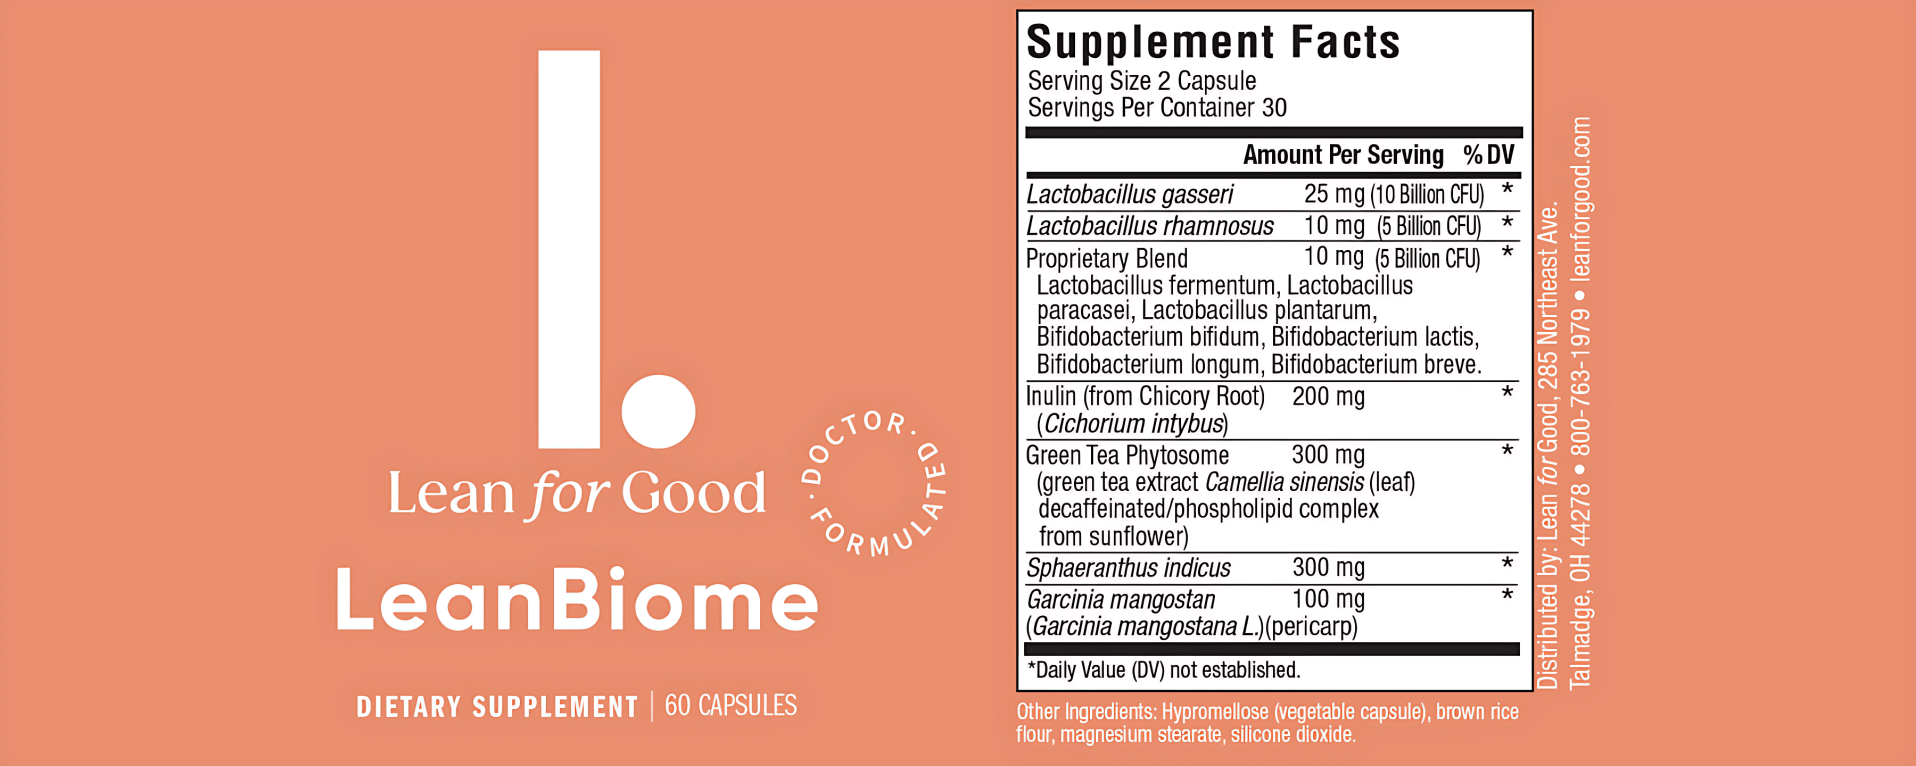 l.
Lean for Good
· DOCTOR · FORMULATED
LeanBiome
DIETARY SUPPLEMENT | 60 CAPSULES
Supplement Facts
Serving Size 2 Capsule
Servings Per Container 30
Amount Per Serving % DV
Lactobacillus gasseri 25 mg (10 Billion CFU) *
Lactobacillus rhamnosus 10 mg (5 Billion CFU) *
Proprietary Blend 10 mg (5 Billion CFU) *
Lactobacillus fermentum, Lactobacillus
paracasei, Lactobacillus plantarum,
Bifidobacterium bifidum, Bifidobacterium lactis,
Bifidobacterium longum, Bifidobacterium breve.
Inulin (from Chicory Root) 200 mg *
(Cichorium intybus)
Green Tea Phytosome 300 mg *
(green tea extract Camellia sinensis (leaf)
decaffeinated/phospholipid complex
from sunflower)
Sphaeranthus indicus 300 mg *
Garcinia mangostan 100 mg *
(Garcinia mangostana L.)(pericarp)
*Daily Value (DV) not established.
Other Ingredients: Hypromellose (vegetable capsule), brown rice
flour, magnesium stearate, silicone dioxide.
Distributed by: Lean for Good, 285 Northeast Ave.
Talmadge, OH 44278 • 800-763-1979 • leanforgood.com